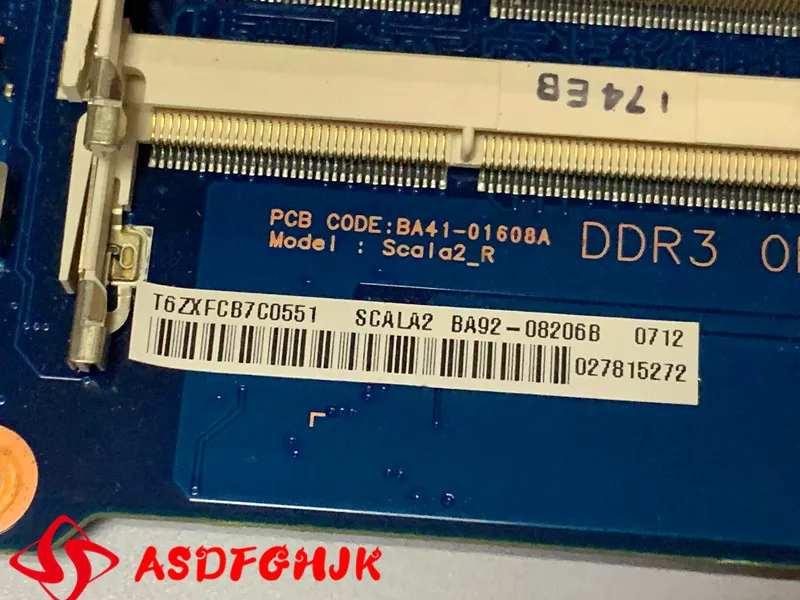 174EB
PCB CODE:BA41-01608A
Model : Scala2_R
DDR3
T6ZXFCB7C0551 SCALA2 BA92-08206B 0712
027815272
ASDFGHJK